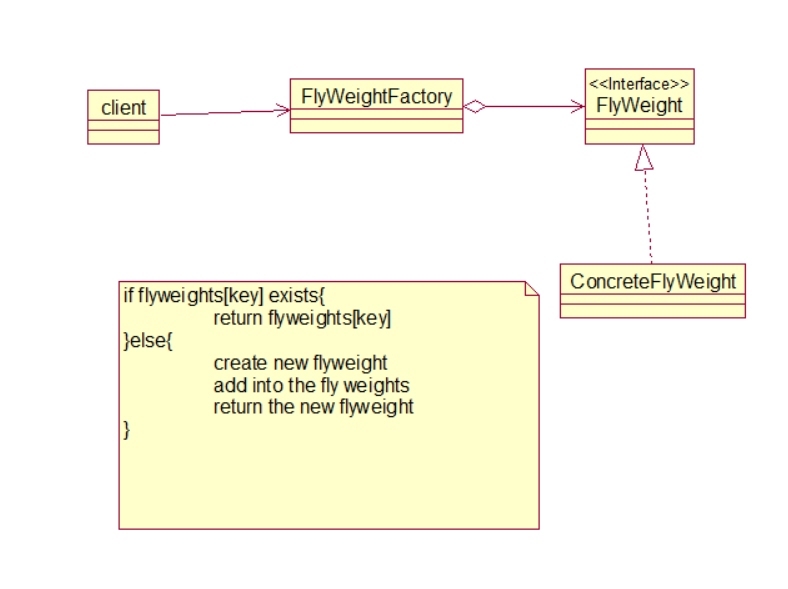 client
FlyWeightFactory
<<Interface>>
FlyWeight
ConcreteFlyWeight
if flyweights[key] exists{
return flyweights[key]
}else{
create new flyweight
add into the fly weights
return the new flyweight
}